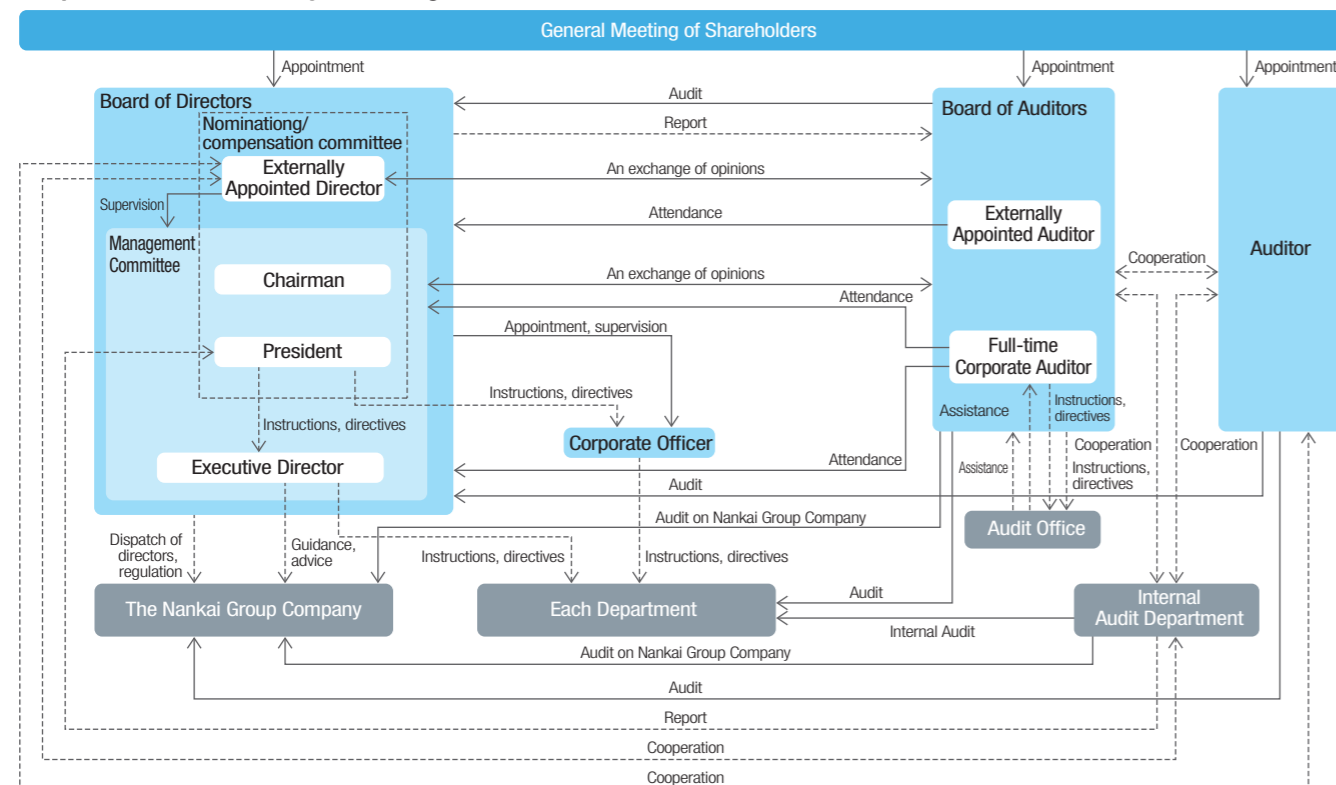 General Meeting of Shareholders
Appointment
Appointment
Appointment
Board of Directors
Nominationg/
compensation committee
Externally
Appointed Director
Supervision
Management
Committee
Chairman
President
Instructions, directives
Executive Director
Audit
Report
An exchange of opinions
Attendance
An exchange of opinions
Attendance
Appointment, supervision
Instructions, directives
Corporate Officer
Attendance
Audit
Board of Auditors
Externally
Appointed Auditor
Full-time
Corporate Auditor
Assistance
Instructions,
directives
Cooperation
Auditor
Cooperation
Cooperation
Assistance
Instructions,
directives
Audit Office
Audit on Nankai Group Company
Dispatch of
directors,
regulation
Guidance,
advice
Instructions, directives
Instructions, directives
The Nankai Group Company
Each Department
Audit
Internal Audit
Internal
Audit Department
Audit on Nankai Group Company
Audit
Report
Cooperation
Cooperation